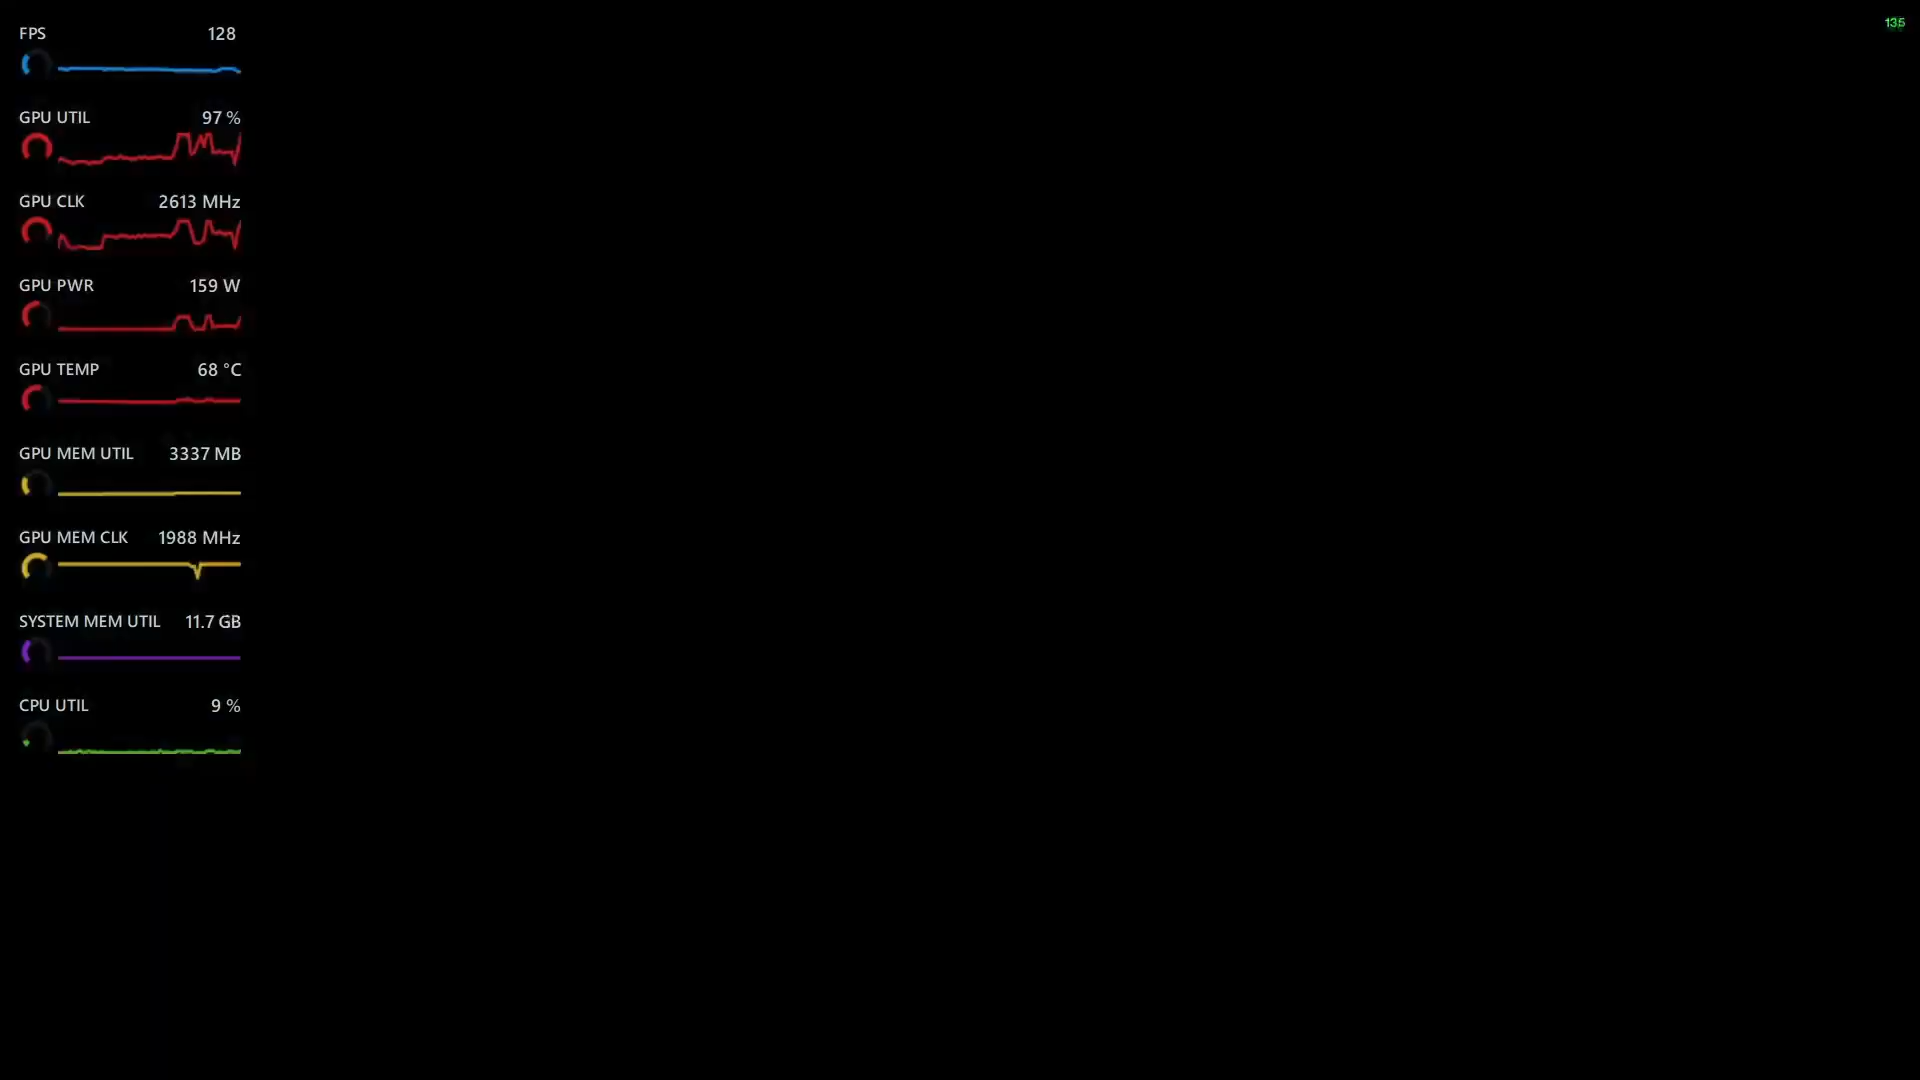 FPS 128
135
GPU UTIL 97 %
GPU CLK 2613 MHz
GPU PWR 159 W
GPU TEMP 68 °C
GPU MEM UTIL 3337 MB
GPU MEM CLK 1988 MHz
SYSTEM MEM UTIL 11.7 GB
CPU UTIL 9 %